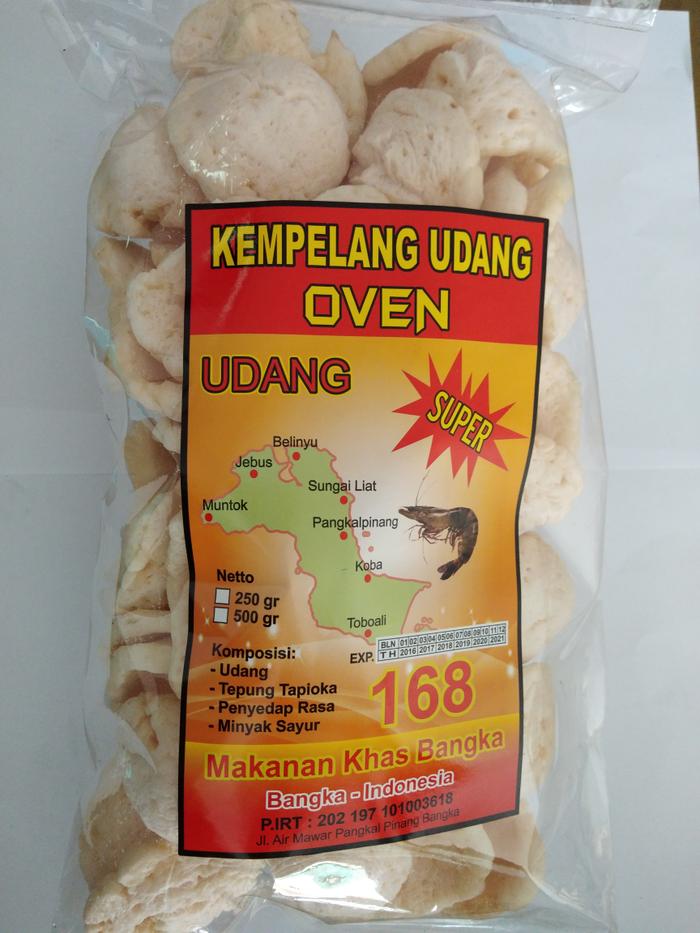 KEMPELANG UDANG
OVEN
UDANG
SUPER
Belinyu
Jebus
Sungai Liat
Muntok
Pangkalpinang
Koba
Toboali
Netto
250 gr
500 gr
EXP.
BLN 01 02 03 04 05 06 07 08 09 10 11 12
TH 2016 2017 2018 2019 2020 2021
Komposisi:
- Udang
- Tepung Tapioka
- Penyedap Rasa
- Minyak Sayur
168
Makanan Khas Bangka
Bangka - Indonesia
P.IRT : 202 197 101003618
Jl. Air Mawar Pangkal Pinang Bangka